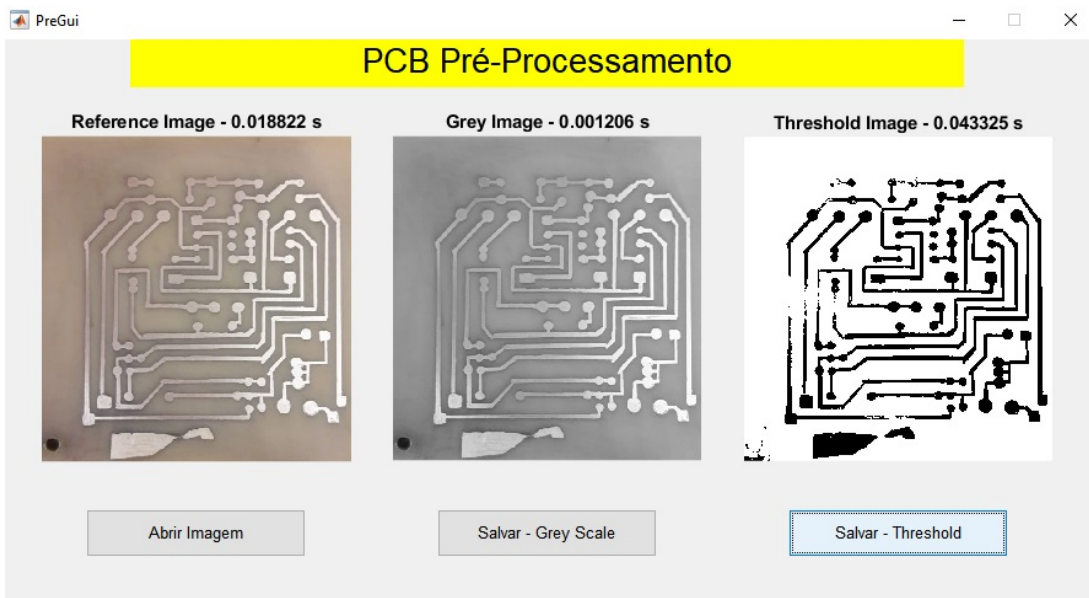 PreGui
PCB Pré-Processamento
Reference Image - 0.018822 s
Grey Image - 0.001206 s
Threshold Image - 0.043325 s
Abrir Imagem
Salvar - Grey Scale
Salvar - Threshold